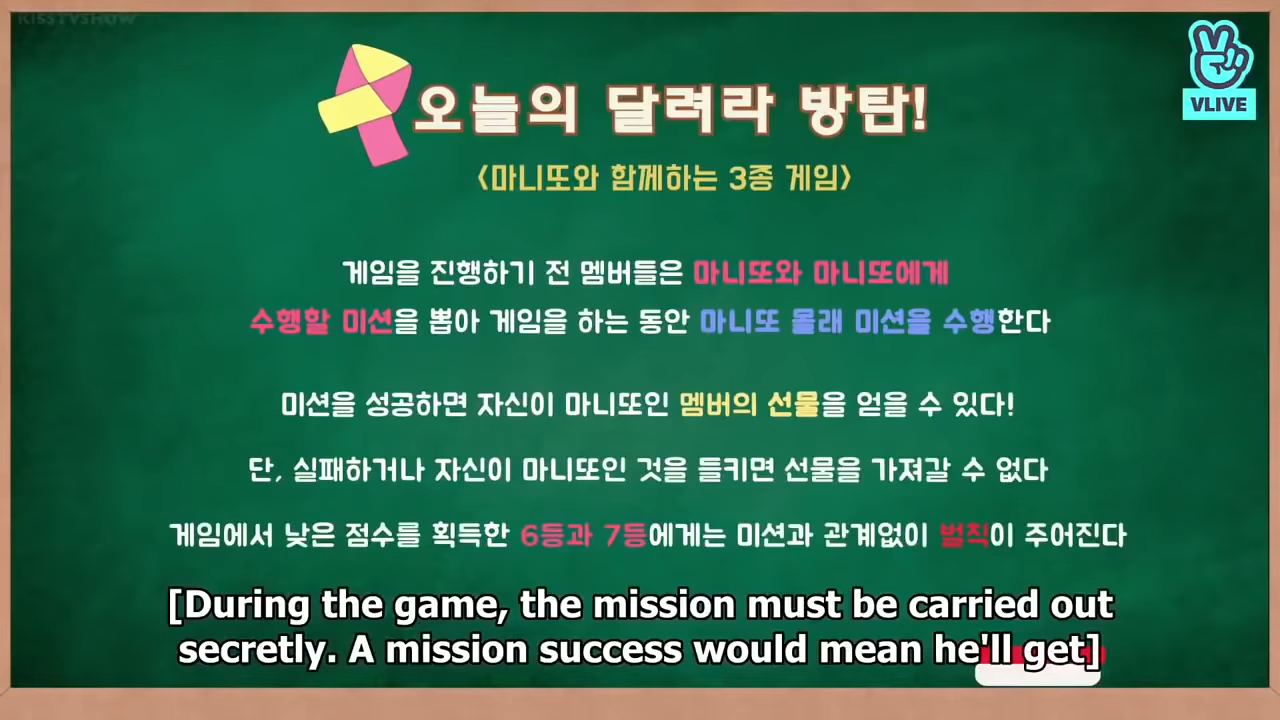 KISSTVSHOW
VLIVE
오늘의 달려라 방탄!
<마니또와 함께하는 3종 게임>
게임을 진행하기 전 멤버들은 마니또와 마니또에게
수행할 미션을 뽑아 게임을 하는 동안 마니또 몰래 미션을 수행한다
미션을 성공하면 자신이 마니또인 멤버의 선물을 얻을 수 있다!
단, 실패하거나 자신이 마니또인 것을 들키면 선물을 가져갈 수 없다
게임에서 낮은 점수를 획득한 6등과 7등에게는 미션과 관계없이 벌칙이 주어진다
[During the game, the mission must be carried out
secretly. A mission success would mean he'll get]